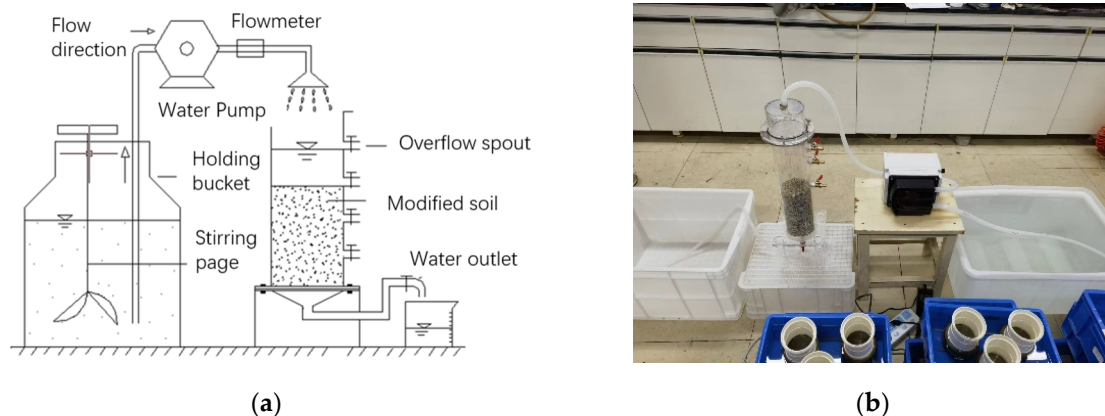 Flow
direction
Flowmeter
Water Pump
Holding
bucket
Overflow spout
Modified soil
Stirring
page
Water outlet
(a)
(b)